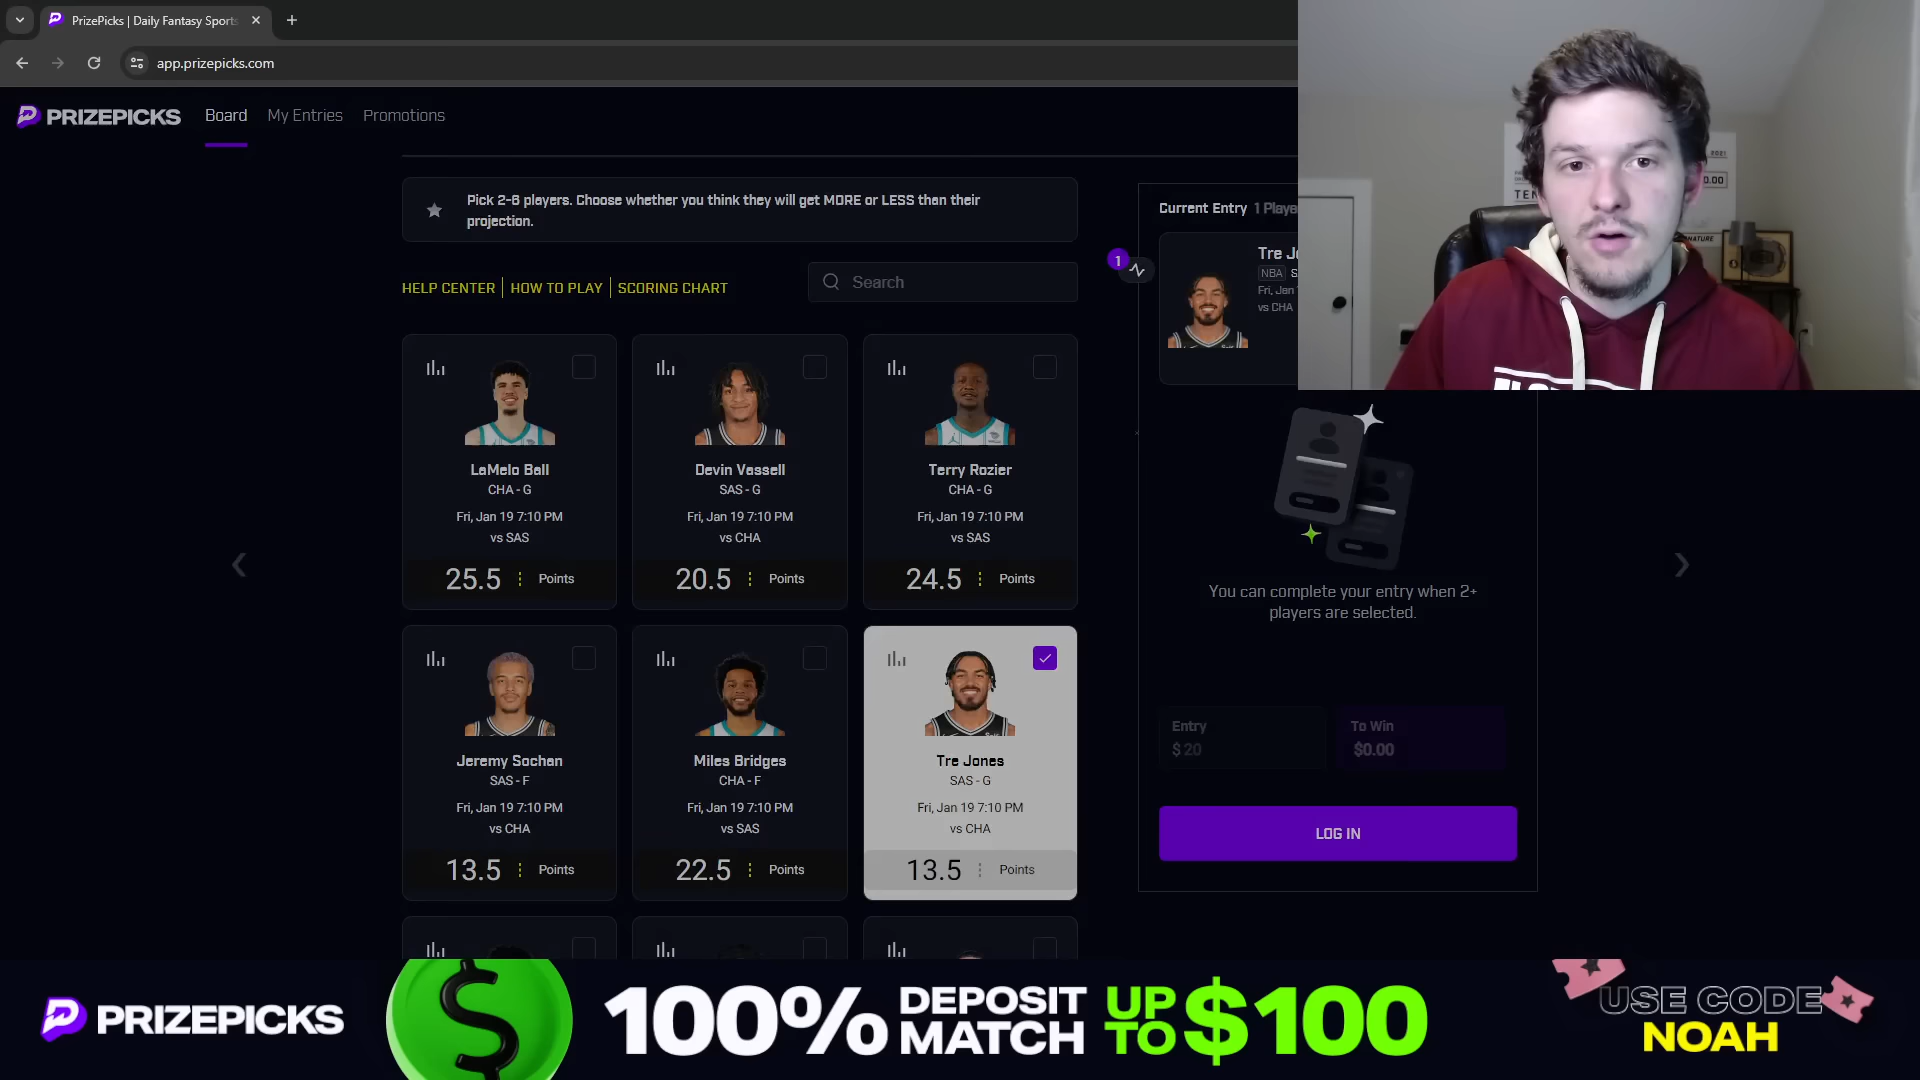 PrizePicks | Daily Fantasy Sports
app.prizepicks.com
PRIZEPICKS
Board
My Entries
Promotions
Pick 2-6 players. Choose whether you think they will get MORE or LESS than their
projection.
HELP CENTER
HOW TO PLAY
SCORING CHART
Search
LaMelo Ball
CHA - G
Fri, Jan 19 7:10 PM
vs SAS
25.5
Points
Devin Vassell
SAS - G
Fri, Jan 19 7:10 PM
vs CHA
20.5
Points
Terry Rozier
CHA - G
Fri, Jan 19 7:10 PM
vs SAS
24.5
Points
Jeremy Sochan
SAS - F
Fri, Jan 19 7:10 PM
vs CHA
13.5
Points
Miles Bridges
CHA - F
Fri, Jan 19 7:10 PM
vs SAS
22.5
Points
Tre Jones
SAS - G
Fri, Jan 19 7:10 PM
vs CHA
13.5
Points
Current Entry 1 Playe
1
Tre Jo
NBA S
Fri, Jan
vs CHA
You can complete your entry when 2+
players are selected.
Entry
$ 20
To Win
$0.00
LOG IN
PRIZEPICKS
100% DEPOSIT MATCH UP TO $100
USE CODE
NOAH